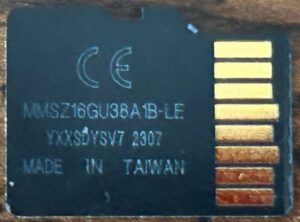 CE
MMSZ16GU38A1B-LE
YXXSDYSV7 2307
MADE IN TAIWAN